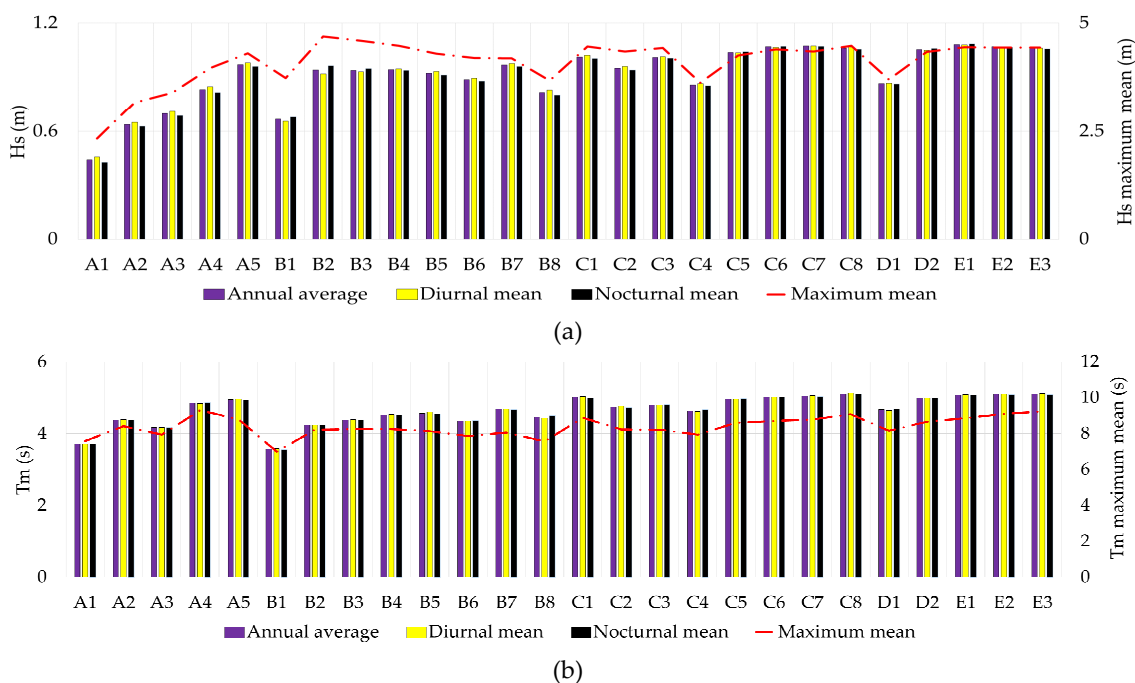 1.2
5
Hs (m)
0.6
2.5
Hs maximum mean (m)
0
0
A1 A2 A3 A4 A5 B1 B2 B3 B4 B5 B6 B7 B8 C1 C2 C3 C4 C5 C6 C7 C8 D1 D2 E1 E2 E3
Annual average Diurnal mean Nocturnal mean Maximum mean
(a)
6
12
10
4
8
Tm (s)
6
Tm maximum mean (s)
2
4
2
0
0
A1 A2 A3 A4 A5 B1 B2 B3 B4 B5 B6 B7 B8 C1 C2 C3 C4 C5 C6 C7 C8 D1 D2 E1 E2 E3
Annual average Diurnal mean Nocturnal mean Maximum mean
(b)